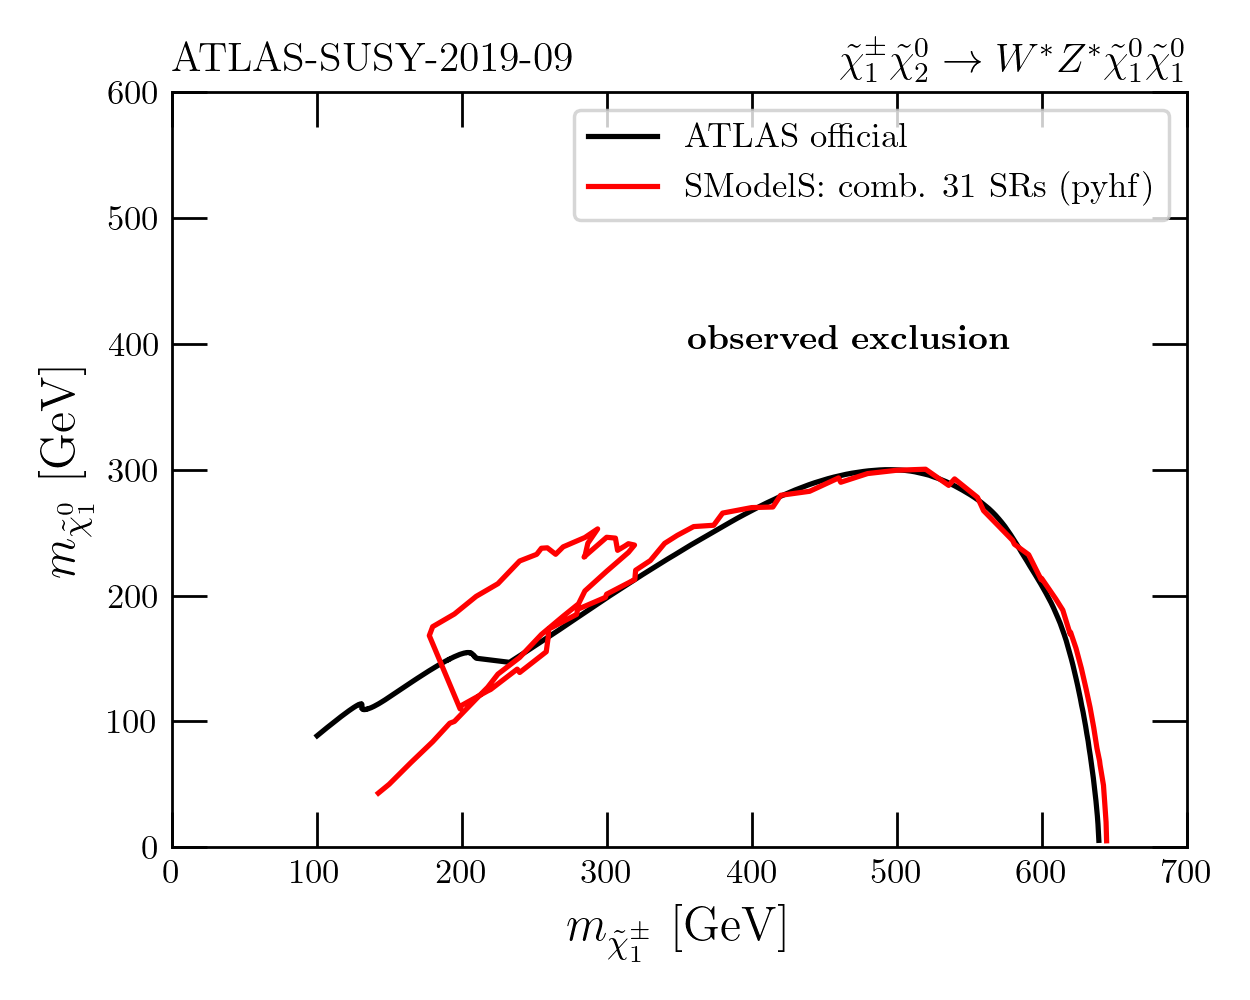 ATLAS-SUSY-2019-09
χ̃₁±χ̃₂⁰ → W*Z*χ̃₁⁰χ̃₁⁰
ATLAS official
SModelS: comb. 31 SRs (pyhf)
observed exclusion
600
500
400
300
200
100
0
m_χ̃₁⁰ [GeV]
0 100 200 300 400 500 600 700
m_χ̃₁± [GeV]